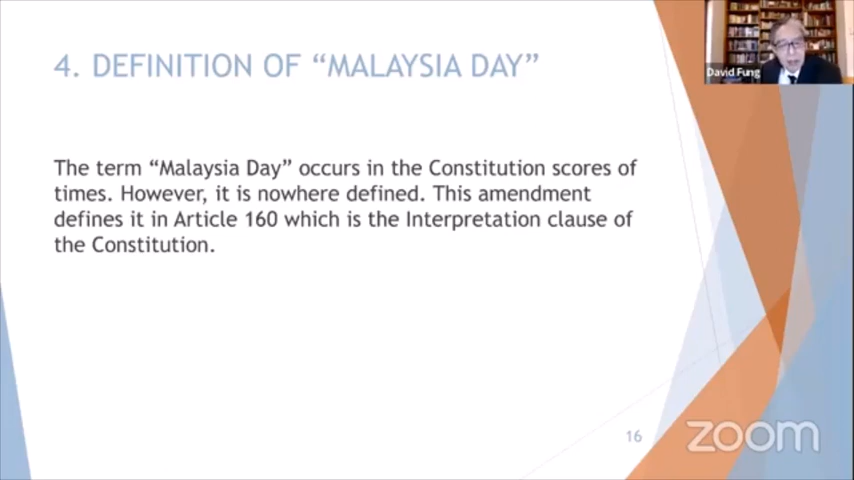 4. DEFINITION OF “MALAYSIA DAY”
David Fung
The term “Malaysia Day” occurs in the Constitution scores of
times. However, it is nowhere defined. This amendment
defines it in Article 160 which is the Interpretation clause of
the Constitution.
16
zoom